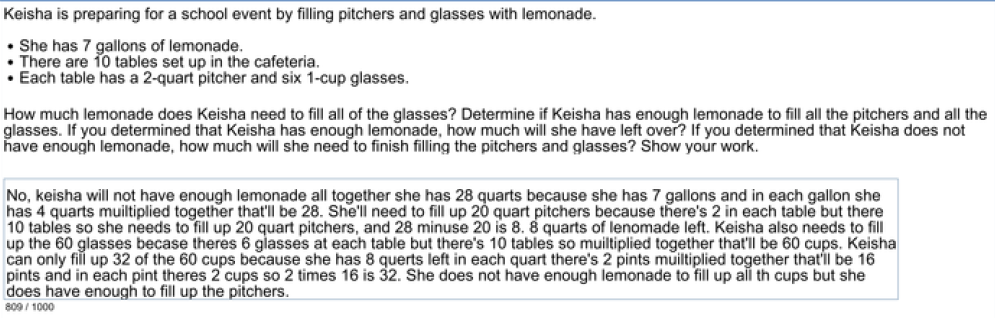 Keisha is preparing for a school event by filling pitchers and glasses with lemonade.
• She has 7 gallons of lemonade.
• There are 10 tables set up in the cafeteria.
• Each table has a 2-quart pitcher and six 1-cup glasses.
How much lemonade does Keisha need to fill all of the glasses? Determine if Keisha has enough lemonade to fill all the pitchers and all the
glasses. If you determined that Keisha has enough lemonade, how much will she have left over? If you determined that Keisha does not
have enough lemonade, how much will she need to finish filling the pitchers and glasses? Show your work.
No, keisha will not have enough lemonade all together she has 28 quarts because she has 7 gallons and in each gallon she
has 4 quarts muiltiplied together that'll be 28. She'll need to fill up 20 quart pitchers because there's 2 in each table but there
10 tables so she needs to fill up 20 quart pitchers, and 28 minuse 20 is 8. 8 quarts of lenomade left. Keisha also needs to fill
up the 60 glasses becase theres 6 glasses at each table but there's 10 tables so muiltiplied together that'll be 60 cups. Keisha
can only fill up 32 of the 60 cups because she has 8 querts left in each quart there's 2 pints muiltiplied together that'll be 16
pints and in each pint theres 2 cups so 2 times 16 is 32. She does not have enough lemonade to fill up all th cups but she
does have enough to fill up the pitchers.
809 / 1000